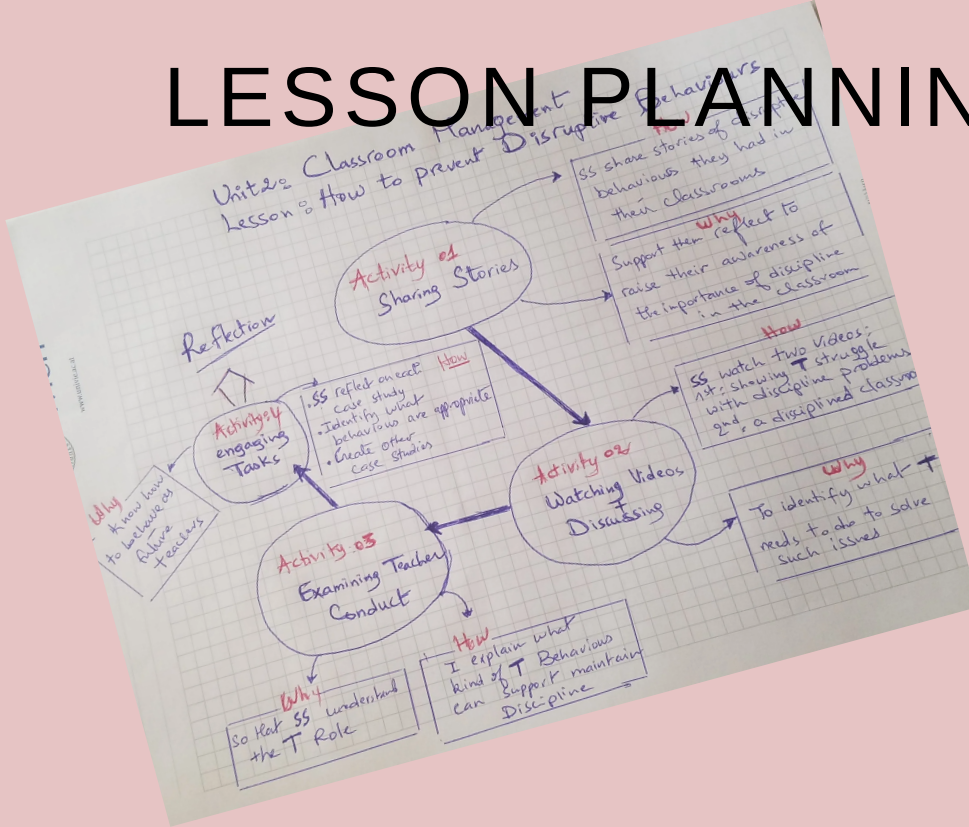 LESSON PLANNIN
Unit 2: Classroom Management
Lesson: How to prevent Disruptive Behaviours
Activity 01
Sharing Stories
How
SS share stories of disruptive
behaviours they had in
their classrooms
Why
Support them reflect to
raise their awareness of
the importance of discipline
in the classroom
Activity 02
Watching Videos
+
Discussing
How
SS watch two videos:
1st: showing T struggle
with discipline problems
2nd, a disciplined classroo
Why
To identify what T
needs to do to solve
such issues
Activity: 03
Examining Teacher
Conduct
How
I explain what
kind of T Behavious
can support maintain
Discipline
Why
So that SS understand
the T Role
Reflection
Activity: 4
engaging
Tasks
How
• SS reflect on each
case study
• Identify what
behavious are appropriate
• Create other
case studies
Why
Know how
to behave as
future
teachers